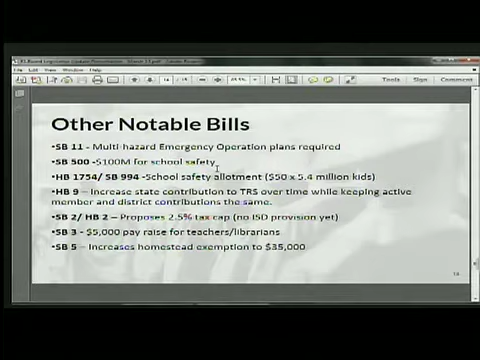 Other Notable Bills
•SB 11 - Multi-hazard Emergency Operation plans required
•SB 500 -$100M for school safety
•HB 1754/ SB 994 -School safety allotment ($50 x 5.4 million kids)
•HB 9 – Increase state contribution to TRS over time while keeping active
member and district contributions the same.
•SB 2/ HB 2 – Proposes 2.5% tax cap (no ISD provision yet)
•SB 3 - $5,000 pay raise for teachers/librarians
•SB 5 – Increases homestead exemption to $35,000
Tools Sign Comment